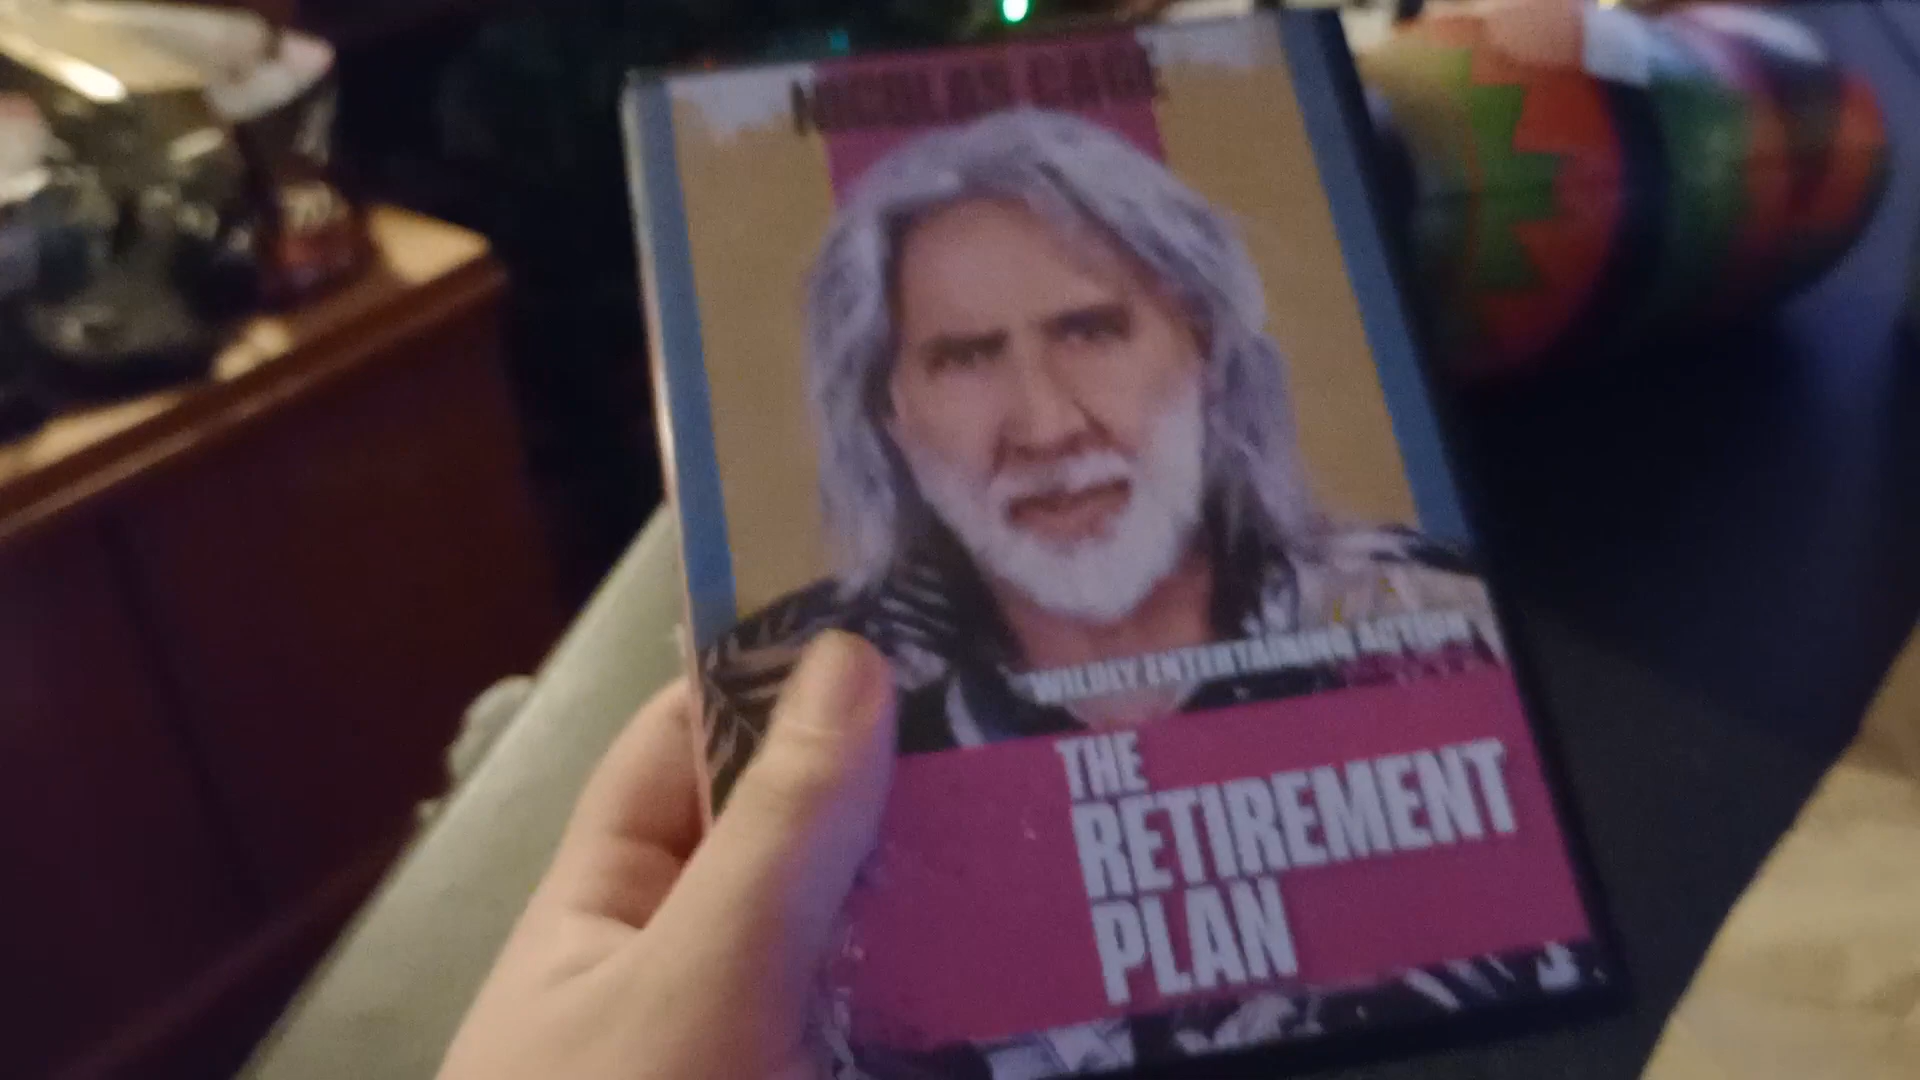 NICOLAS CAGE
"WILDLY ENTERTAINING ACTION"
THE
RETIREMENT
PLAN